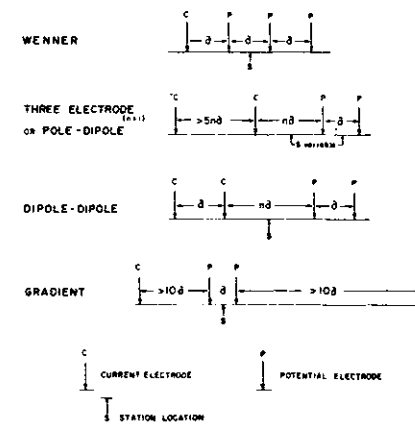 C P P P
WENNER
a a a
S
C C P P
THREE ELECTRODE
(n≥1)
OR POLE-DIPOLE
>5na na a
S variable
C C P P
DIPOLE-DIPOLE
a na a
S
C P P
GRADIENT
>10a a >10a
S
C P
CURRENT ELECTRODE POTENTIAL ELECTRODE
S STATION LOCATION